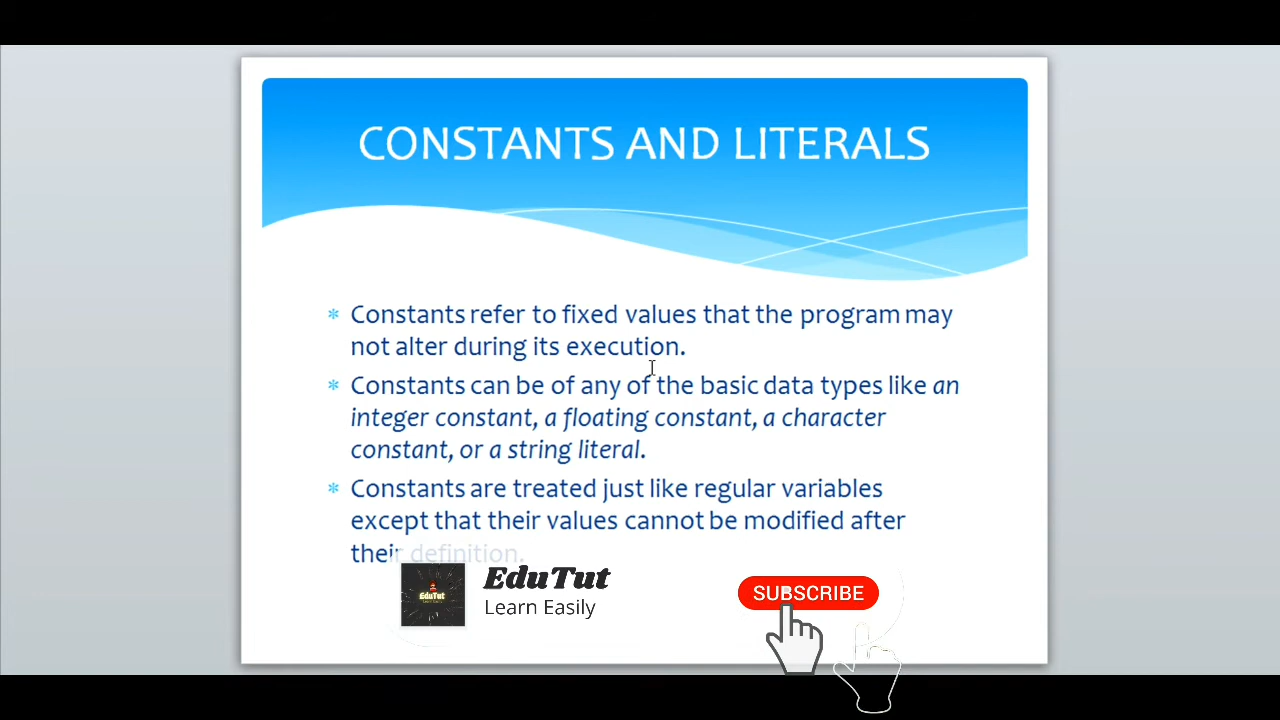 CONSTANTS AND LITERALS
* Constants refer to fixed values that the program may
not alter during its execution.
* Constants can be of any of the basic data types like an
integer constant, a floating constant, a character
constant, or a string literal.
* Constants are treated just like regular variables
except that their values cannot be modified after
their definition.
EduTut
EduTut
Learn Easily
SUBSCRIBE